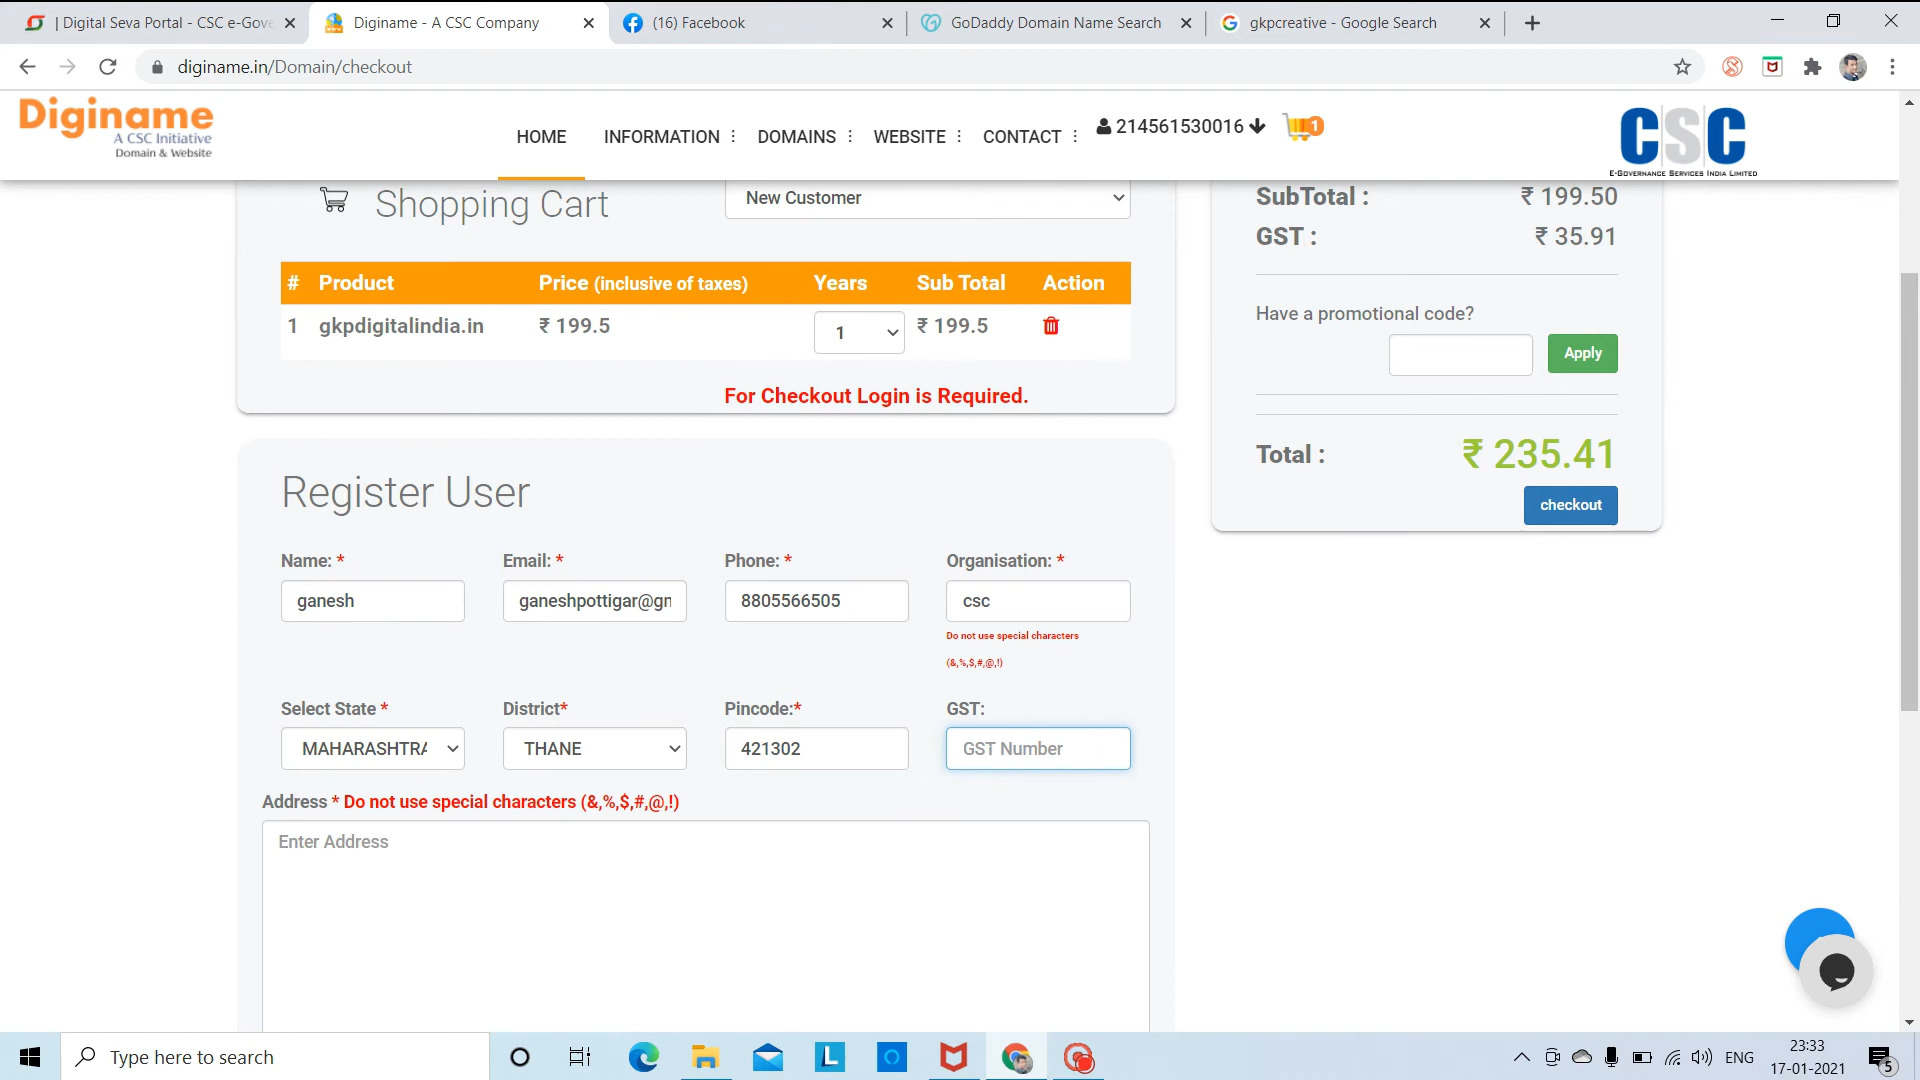 | Digital Seva Portal - CSC e-Gove
Diginame - A CSC Company
(16) Facebook
GoDaddy Domain Name Search
gkpcreative - Google Search
diginame.in/Domain/checkout
Diginame
A CSC Initiative
Domain & Website
HOME
INFORMATION
DOMAINS
WEBSITE
CONTACT
214561530016
1
CSC
E-Governance Services India Limited
Shopping Cart
New Customer
# Product Price (inclusive of taxes) Years Sub Total Action
1 gkpdigitalindia.in ₹ 199.5 1 ₹ 199.5
For Checkout Login is Required.
SubTotal : ₹ 199.50
GST : ₹ 35.91
Have a promotional code?
Apply
Total : ₹ 235.41
checkout
Register User
Name: * Email: * Phone: * Organisation: *
ganesh ganeshpottigar@gn 8805566505 csc
Do not use special characters
(&,%,$,#,@,!)
Select State * District* Pincode:* GST:
MAHARASHTRA THANE 421302 GST Number
Address * Do not use special characters (&,%,$,#,@,!)
Enter Address
Type here to search
ENG
23:33
17-01-2021
5